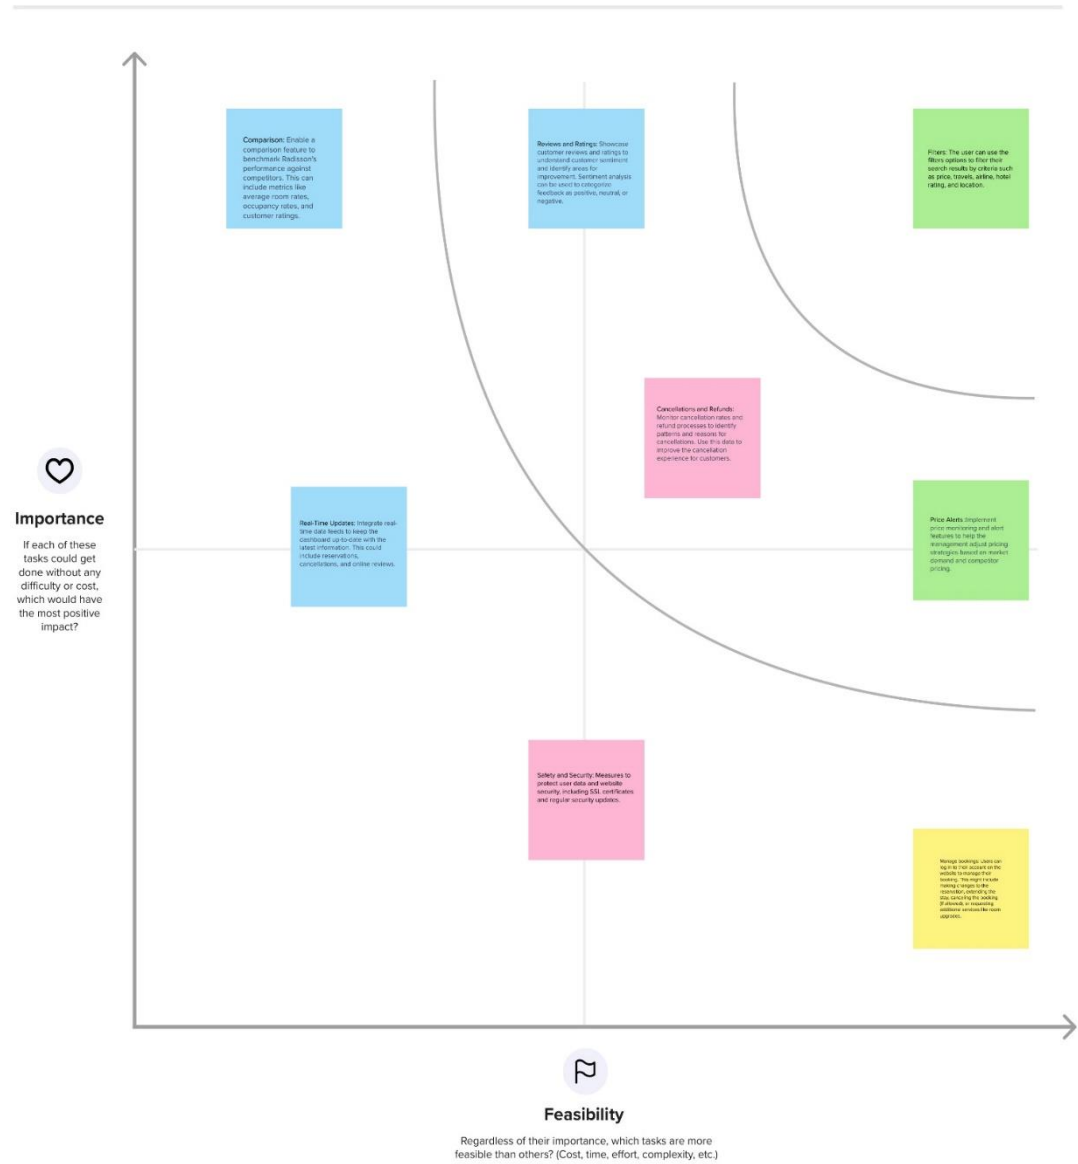 Comparison: Enable a
comparison feature to
benchmark Radisson's
performance against
competitors. This can
include metrics like
average room rates,
occupancy rates, and
customer ratings.
Reviews and Ratings: Showcase
customer reviews and ratings to
understand customer sentiment
and identify areas for
improvement. Sentiment analysis
can be used to categorize
feedback as positive, neutral, or
negative.
Filters: The user can use the
filters options to filter their
search results by criteria such
as price, travels, airline, hotel
rating, and location.
Cancellations and Refunds:
Monitor cancellation rates and
refund processes to identify
patterns and reasons for
cancellations. Use this data to
improve the cancellation
experience for customers.
Importance
If each of these
tasks could get
done without any
difficulty or cost,
which would have
the most positive
impact?
Real-Time Updates: Integrate real-
time data feeds to keep the
dashboard up-to-date with the
latest information. This could
include reservations,
cancellations, and online reviews.
Price Alerts :Implement
price monitoring and alert
features to help the
management adjust pricing
strategies based on market
demand and competitor
pricing.
Safety and Security: Measures to
protect user data and website
security, including SSL certificates
and regular security updates.
Manage bookings: Users can
log in to their account on the
website to manage their
booking. This might include
making changes to the
reservation, extending the
stay, canceling the booking
(if allowed), or requesting
additional services like room
upgrades.
Feasibility
Regardless of their importance, which tasks are more
feasible than others? (Cost, time, effort, complexity, etc.)